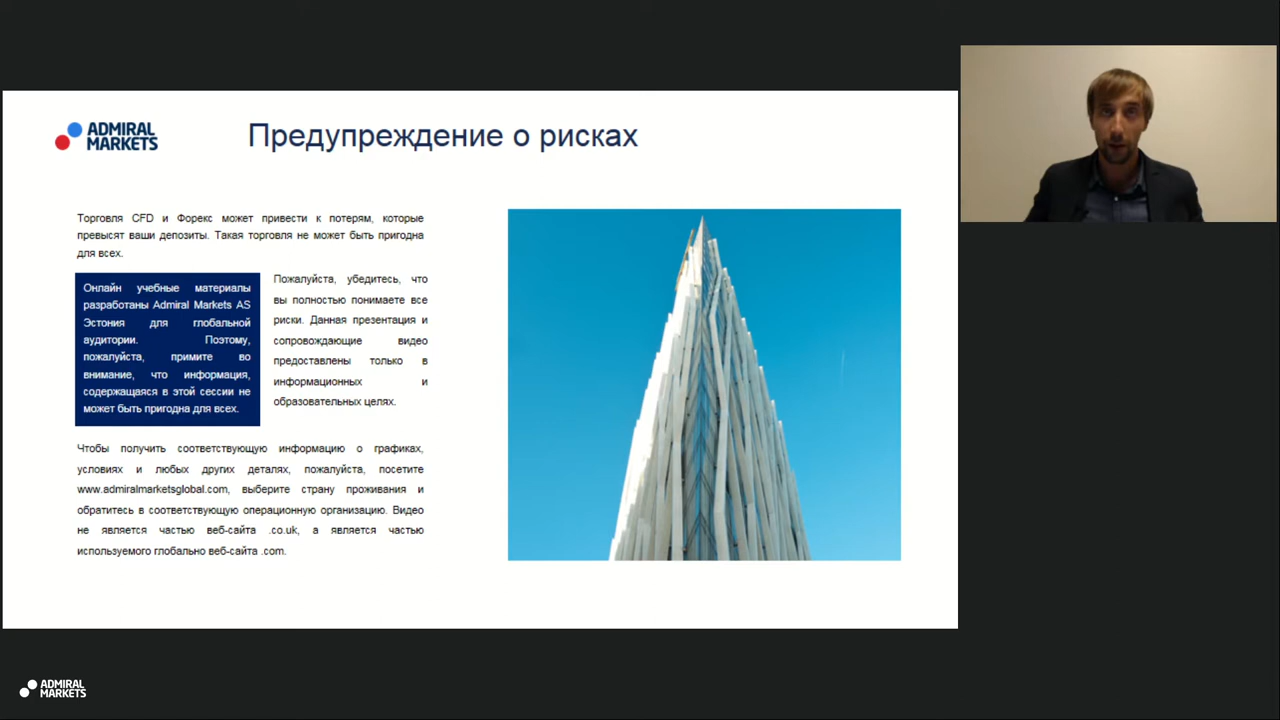 ADMIRAL
MARKETS
Предупреждение о рисках
Торговля CFD и Форекс может привести к потерям, которые
превысят ваши депозиты. Такая торговля не может быть пригодна
для всех.
Онлайн учебные материалы
разработаны Admiral Markets AS
Эстония для глобальной
аудитории. Поэтому,
пожалуйста, примите во
внимание, что информация,
содержащаяся в этой сессии не
может быть пригодна для всех.
Пожалуйста, убедитесь, что
вы полностью понимаете все
риски. Данная презентация и
сопровождающие видео
предоставлены только в
информационных и
образовательных целях.
Чтобы получить соответствующую информацию о графиках,
условиях и любых других деталях, пожалуйста, посетите
www.admiralmarketsglobal.com, выберите страну проживания и
обратитесь в соответствующую операционную организацию. Видео
не является частью веб-сайта .co.uk, а является частью
используемого глобально веб-сайта .com.
ADMIRAL
MARKETS